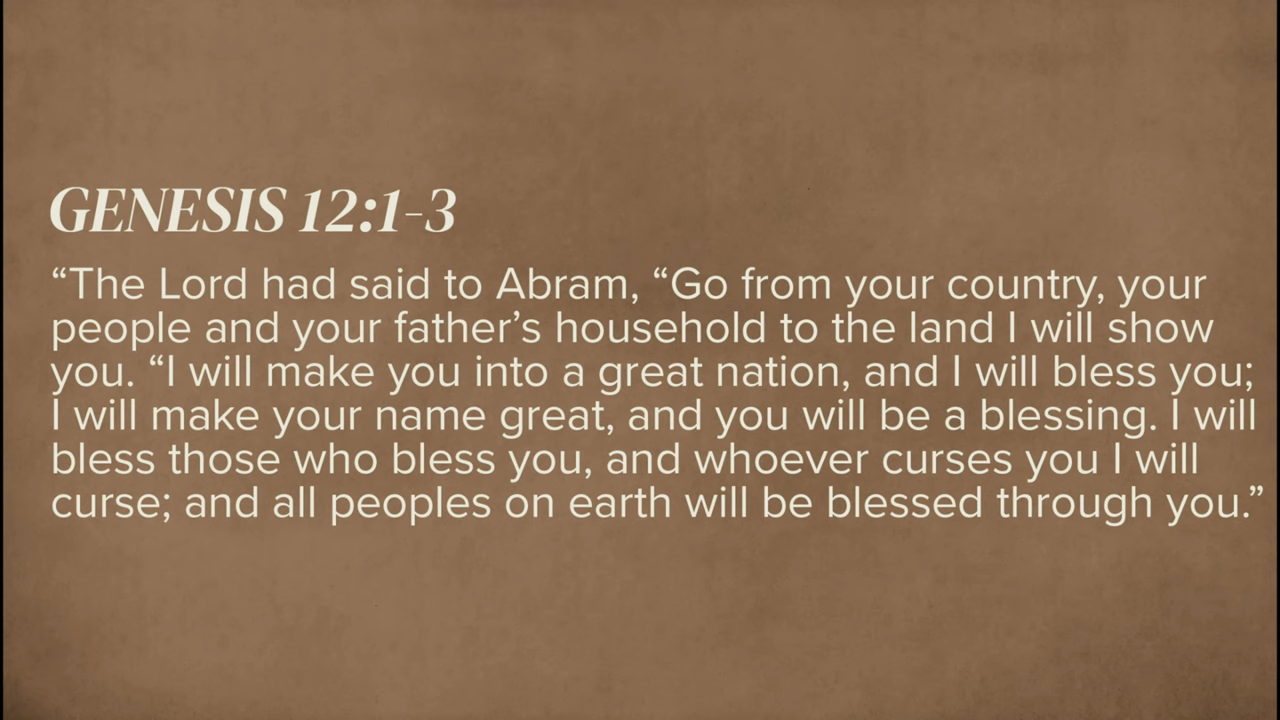 GENESIS 12:1-3
“The Lord had said to Abram, “Go from your country, your
people and your father’s household to the land I will show
you. “I will make you into a great nation, and I will bless you;
I will make your name great, and you will be a blessing. I will
bless those who bless you, and whoever curses you I will
curse; and all peoples on earth will be blessed through you.”